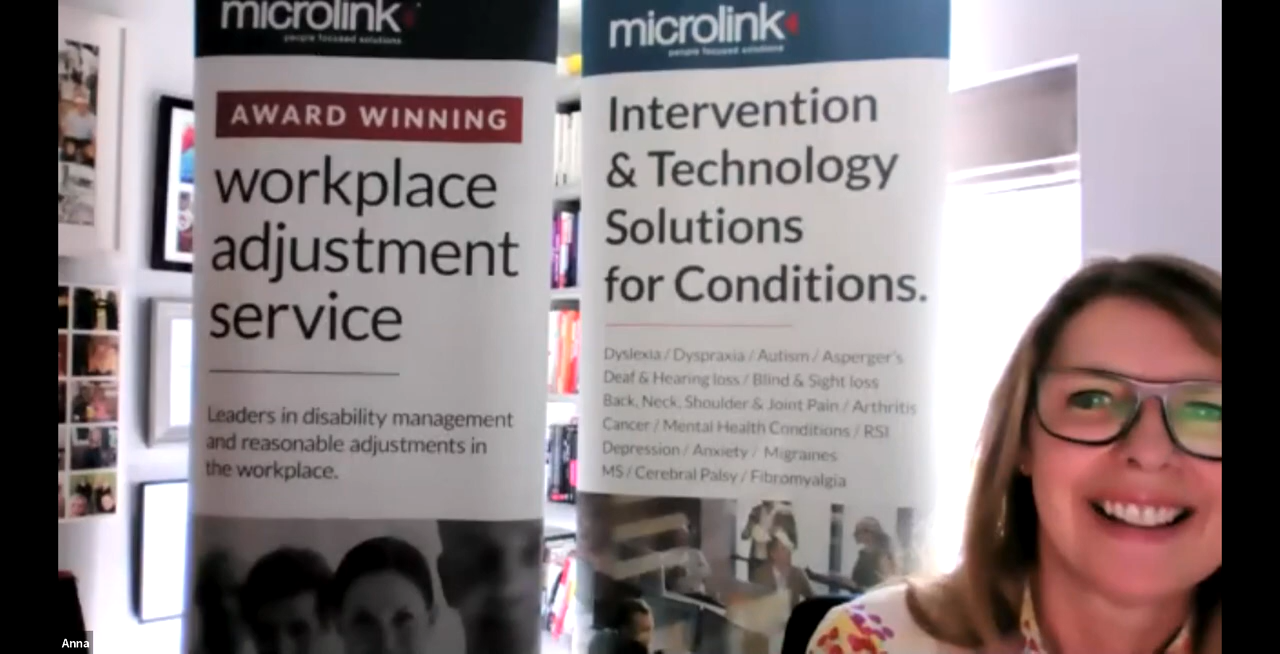 microlink
people focused solutions
AWARD WINNING
workplace
adjustment
service
Leaders in disability management
and reasonable adjustments in
the workplace.
microlink
people focused solutions
Intervention
& Technology
Solutions
for Conditions.
Dyslexia / Dyspraxia / Autism / Asperger's
Deaf & Hearing loss / Blind & Sight loss
Back, Neck, Shoulder & Joint Pain / Arthritis
Cancer / Mental Health Conditions / RSI
Depression / Anxiety / Migraines
MS / Cerebral Palsy / Fibromyalgia
Anna